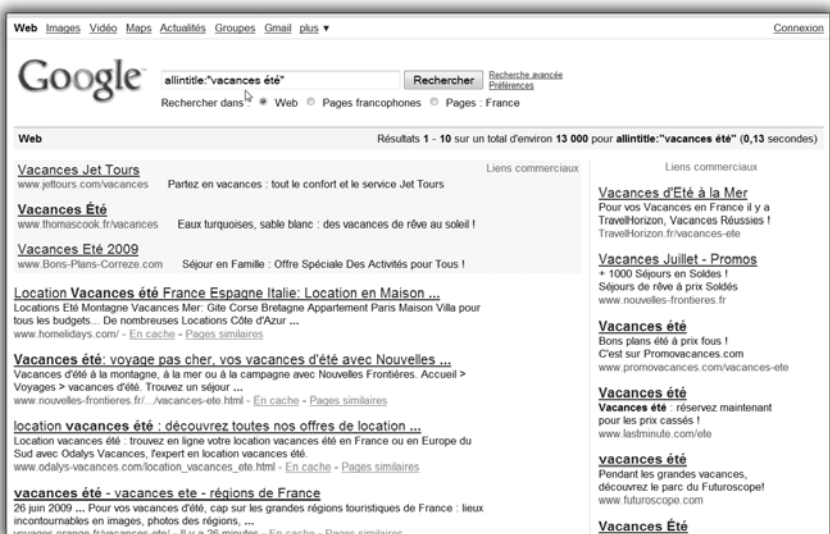 Web Images Vidéo Maps Actualités Groupes Gmail plus ▼ Connexion
Google
allintitle:"vacances été" Rechercher Recherche avancée
Préférences
Rechercher dans : Web Pages francophones Pages : France
Web Résultats 1 - 10 sur un total d'environ 13 000 pour allintitle:"vacances été" (0,13 secondes)
Liens commerciaux
Vacances Jet Tours
www.jettours.com/vacances Partez en vacances : tout le confort et le service Jet Tours
Vacances Été
www.thomascook.fr/vacances Eaux turquoises, sable blanc : des vacances de rêve au soleil !
Vacances Eté 2009
www.Bons-Plans-Correze.com Séjour en Famille : Offre Spéciale Des Activités pour Tous !
Location Vacances été France Espagne Italie: Location en Maison ...
Locations Eté Montagne Vacances Mer: Gite Corse Bretagne Appartement Paris Maison Villa pour
tous les budgets... De nombreuses Locations Côte d'Azur ...
www.homelidays.com/ - En cache - Pages similaires
Vacances été: voyage pas cher, vos vacances d'été avec Nouvelles ...
Vacances d'été à la montagne, à la mer ou à la campagne avec Nouvelles Frontières. Accueil >
Voyages > vacances d'été. Trouvez un séjour ...
www.nouvelles-frontieres.fr/.../vacances-ete.html - En cache - Pages similaires
location vacances été : découvrez toutes nos offres de location ...
Location vacances été : trouvez en ligne votre location vacances été en France ou en Europe du
Sud avec Odalys Vacances, l'expert en location vacances été.
www.odalys-vacances.com/location_vacances_ete.html - En cache - Pages similaires
vacances été - vacances ete - régions de France
26 juin 2009 ... Pour vos vacances d'été, cap sur les grandes régions touristiques de France : lieux
incontournables en images, photos des régions, ...
voyages.orange.fr/vacances-ete/ - Il y a 26 minutes - En cache - Pages similaires
Liens commerciaux
Vacances d'Eté à la Mer
Pour vos Vacances en France il y a
TravelHorizon, Vacances Réussies !
TravelHorizon.fr/vacances-ete
Vacances Juillet - Promos
+ 1000 Séjours en Soldes !
Séjours de rêve à prix Soldés
www.nouvelles-frontieres.fr
Vacances été
Bons plans été à prix fous !
C'est sur Promovacances.com
www.promovacances.com/vacances-ete
Vacances été
Vacances été : réservez maintenant
pour les prix cassés !
www.lastminute.com/ete
vacances été
Pendant les grandes vacances,
découvrez le parc du Futuroscope!
www.futuroscope.com
Vacances Été